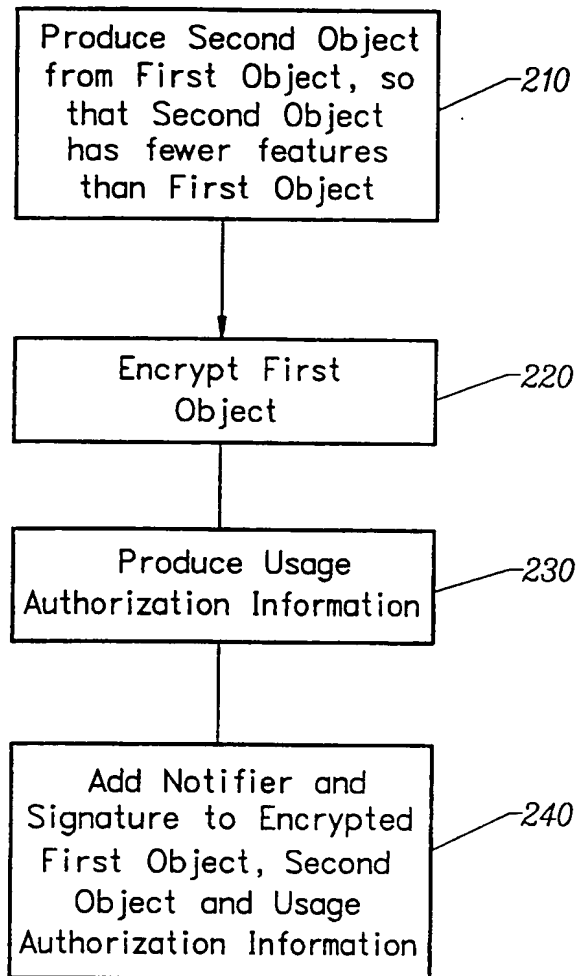 Produce Second Object
from First Object, so
that Second Object
has fewer features
than First Object
210
Encrypt First
Object
220
Produce Usage
Authorization Information
230
Add Notifier and
Signature to Encrypted
First Object, Second
Object and Usage
Authorization Information
240